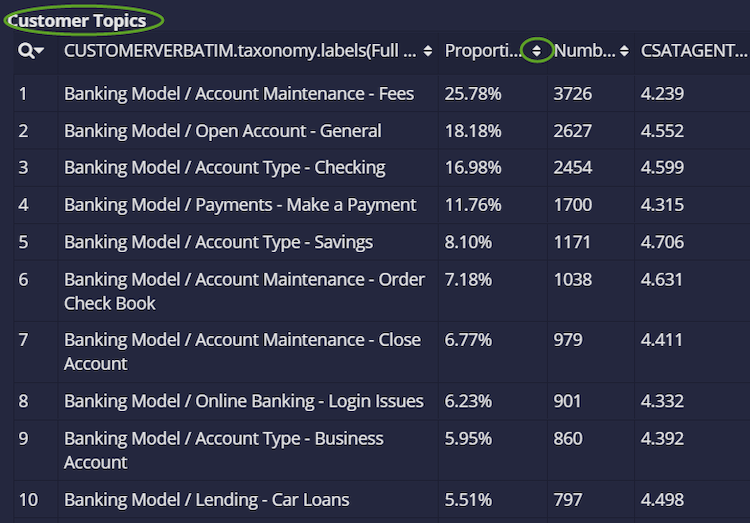 Customer Topics
CUSTOMERVERBATIM.taxonomy.labels(Full ... Proporti... Numb... CSATAGENT...
1 Banking Model / Account Maintenance - Fees 25.78% 3726 4.239
2 Banking Model / Open Account - General 18.18% 2627 4.552
3 Banking Model / Account Type - Checking 16.98% 2454 4.599
4 Banking Model / Payments - Make a Payment 11.76% 1700 4.315
5 Banking Model / Account Type - Savings 8.10% 1171 4.706
6 Banking Model / Account Maintenance - Order 7.18% 1038 4.631
Check Book
7 Banking Model / Account Maintenance - Close 6.77% 979 4.411
Account
8 Banking Model / Online Banking - Login Issues 6.23% 901 4.332
9 Banking Model / Account Type - Business 5.95% 860 4.392
Account
10 Banking Model / Lending - Car Loans 5.51% 797 4.498